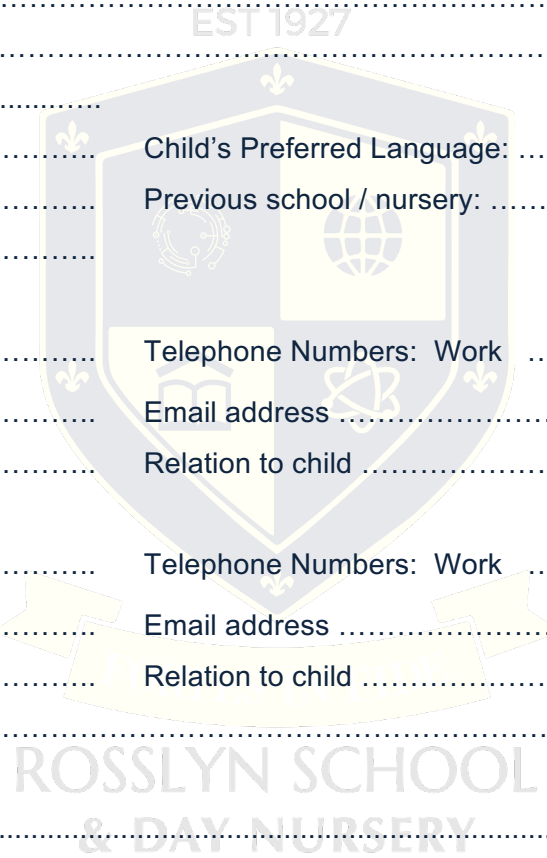 EST 1927
Child's Preferred Language: …
Previous school / nursery: ……
Telephone Numbers: Work …
Email address …………………
Relation to child ………………
Telephone Numbers: Work …
Email address …………………
Relation to child ………………
ROSSLYN SCHOOL
& DAY NURSERY